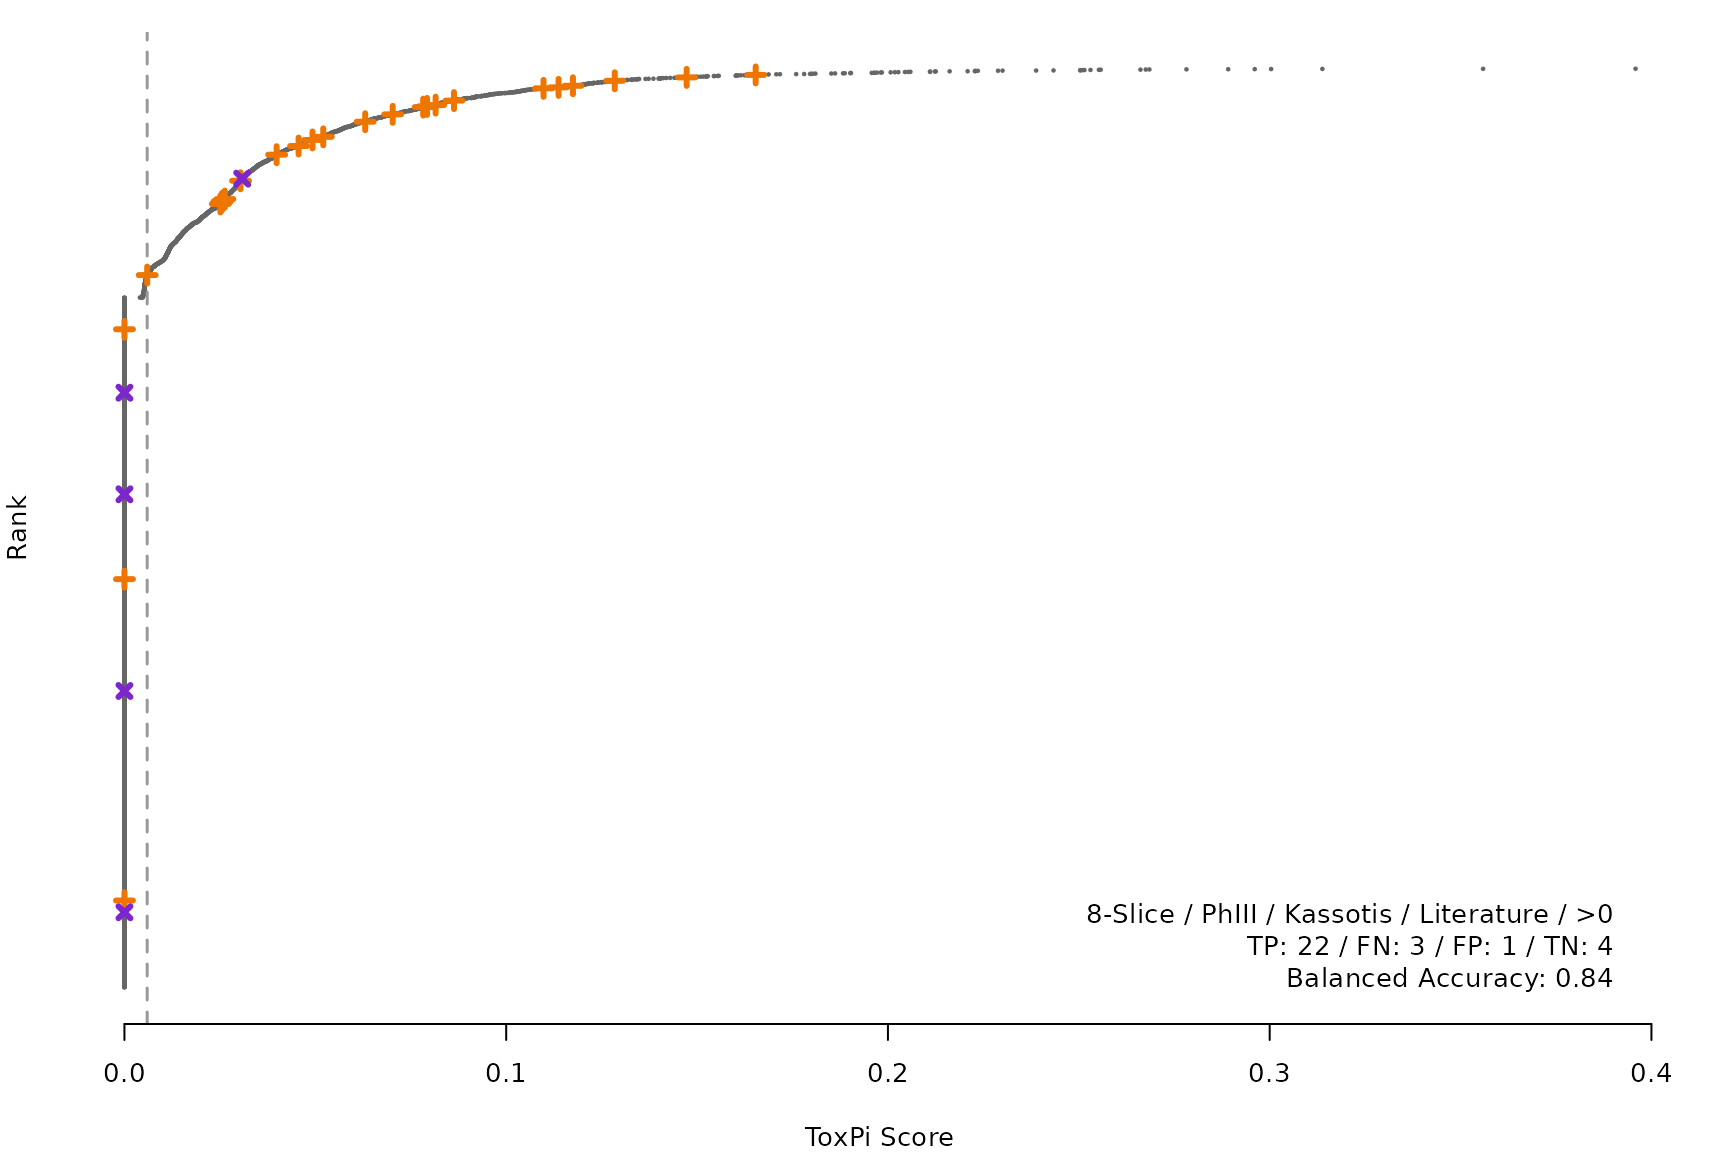 Rank
8-Slice / PhIII / Kassotis / Literature / >0
TP: 22 / FN: 3 / FP: 1 / TN: 4
Balanced Accuracy: 0.84
0.0 0.1 0.2 0.3 0.4
ToxPi Score